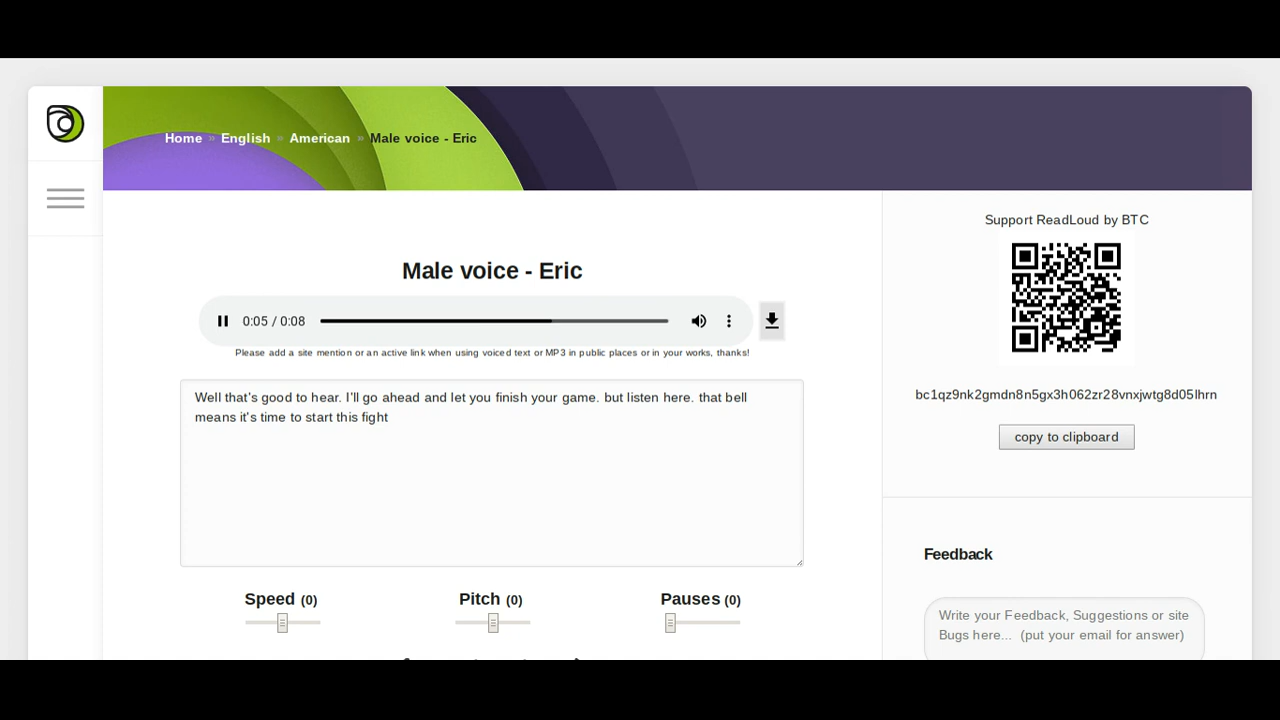 Home » English » American » Male voice - Eric
Male voice - Eric
0:05 / 0:08
Please add a site mention or an active link when using voiced text or MP3 in public places or in your works, thanks!
Well that's good to hear. I'll go ahead and let you finish your game. but listen here. that bell
means it's time to start this fight
Speed (0)
Pitch (0)
Pauses (0)
Support ReadLoud by BTC
bc1qz9nk2gmdn8n5gx3h062zr28vnxjwtg8d05lhrn
copy to clipboard
Feedback
Write your Feedback, Suggestions or site
Bugs here... (put your email for answer)